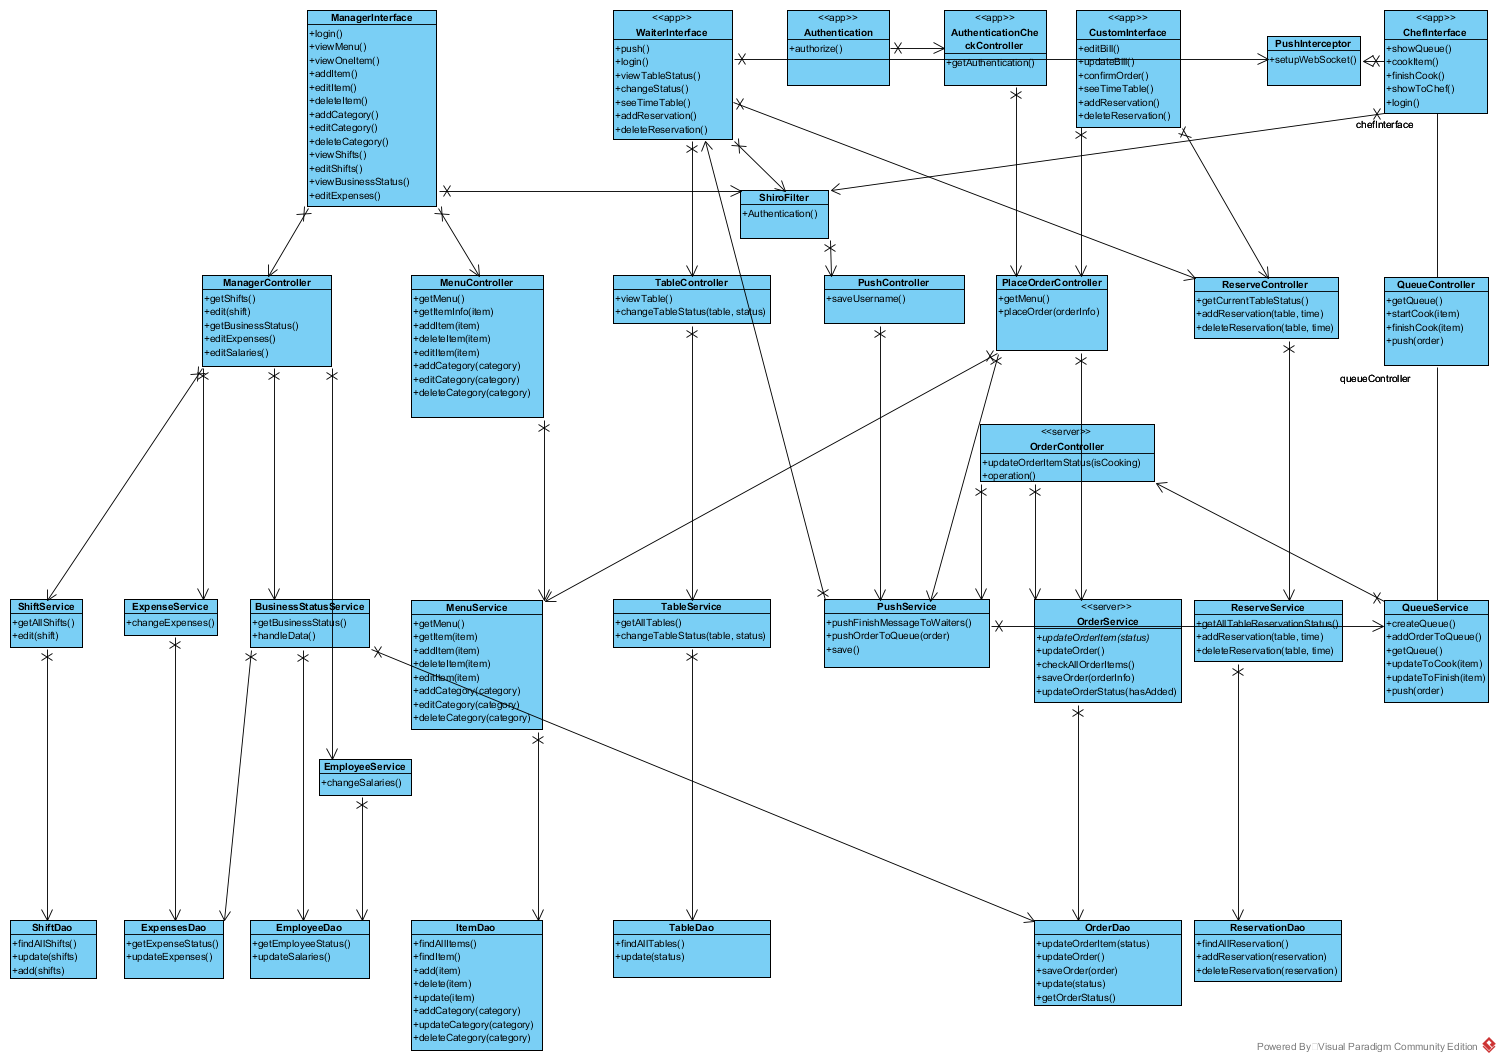 ManagerInterface
+login()
+viewMenu()
+viewOneItem()
+addItem()
+editItem()
+deleteItem()
+addCategory()
+editCategory()
+deleteCategory()
+viewShifts()
+editShifts()
+viewBusinessStatus()
+editExpenses()
<<app>>
WaiterInterface
+push()
+login()
+viewTableStatus()
+changeStatus()
+seeTimeTable()
+addReservation()
+deleteReservation()
<<app>>
Authentication
+authorize()
<<app>>
AuthenticationChe
ckController
+getAuthentication()
<<app>>
CustomInterface
+editBill()
+updateBill()
+confirmOrder()
+seeTimeTable()
+addReservation()
+deleteReservation()
PushInterceptor
+setupWebSocket()
<<app>>
ChefInterface
+showQueue()
+cookItem()
+finishCook()
+showToChef()
+login()
chefInterface
ShiroFilter
+Authentication()
ManagerController
+getShifts()
+edit(shift)
+getBusinessStatus()
+editExpenses()
+editSalaries()
MenuController
+getMenu()
+getItemInfo(item)
+addItem(item)
+deleteItem(item)
+editItem(item)
+addCategory(category)
+editCategory(category)
+deleteCategory(category)
TableController
+viewTable()
+changeTableStatus(table, status)
PushController
+saveUsername()
PlaceOrderController
+getMenu()
+placeOrder(orderInfo)
ReserveController
+getCurrentTableStatus()
+addReservation(table, time)
+deleteReservation(table, time)
QueueController
+getQueue()
+startCook(item)
+finishCook(item)
+push(order)
queueController
<<server>>
OrderController
+updateOrderItemStatus(isCooking)
+operation()
ShiftService
+getAllShifts()
+edit(shift)
ExpenseService
+changeExpenses()
BusinessStatusService
+getBusinessStatus()
+handleData()
MenuService
+getMenu()
+getItem(item)
+addItem(item)
+deleteItem(item)
+editItem(item)
+addCategory(category)
+editCategory(category)
+deleteCategory(category)
TableService
+getAllTables()
+changeTableStatus(table, status)
PushService
+pushFinishMessageToWaiters()
+pushOrderToQueue(order)
+save()
<<server>>
OrderService
+updateOrderItem(status)
+updateOrder()
+checkAllOrderItems()
+saveOrder(orderInfo)
+updateOrderStatus(hasAdded)
ReserveService
+getAllTableReservationStatus()
+addReservation(table, time)
+deleteReservation(table, time)
QueueService
+createQueue()
+addOrderToQueue()
+getQueue()
+updateToCook(item)
+updateToFinish(item)
+push(order)
EmployeeService
+changeSalaries()
ShiftDao
+findAllShifts()
+update(shifts)
+add(shifts)
ExpensesDao
+getExpenseStatus()
+updateExpenses()
EmployeeDao
+getEmployeeStatus()
+updateSalaries()
ItemDao
+findAllItems()
+findItem()
+add(item)
+delete(item)
+update(item)
+addCategory(category)
+updateCategory(category)
+deleteCategory(category)
TableDao
+findAllTables()
+update(status)
OrderDao
+updateOrderItem(status)
+updateOrder()
+saveOrder(order)
+update(status)
+getOrderStatus()
ReservationDao
+findAllReservation()
+addReservation(reservation)
+deleteReservation(reservation)
Powered By Visual Paradigm Community Edition